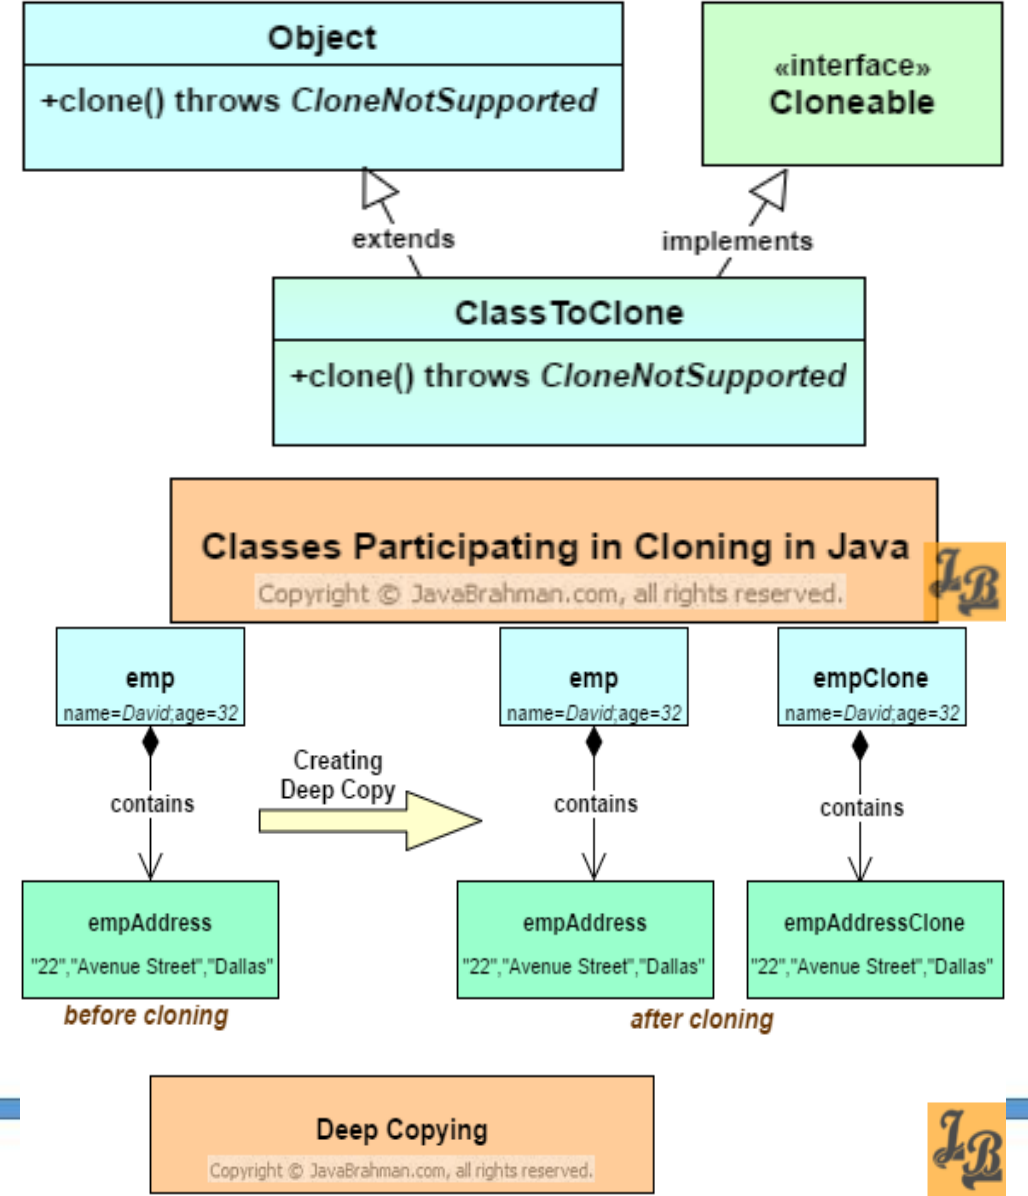 Object
+clone() throws CloneNotSupported
«interface»
Cloneable
extends
implements
ClassToClone
+clone() throws CloneNotSupported
Classes Participating in Cloning in Java
Copyright © JavaBrahman.com, all rights reserved.
JB
emp
name=David;age=32
emp
name=David;age=32
empClone
name=David;age=32
Creating
Deep Copy
contains
contains
contains
empAddress
"22","Avenue Street","Dallas"
empAddress
"22","Avenue Street","Dallas"
empAddressClone
"22","Avenue Street","Dallas"
before cloning
after cloning
Deep Copying
Copyright © JavaBrahman.com, all rights reserved.
JB